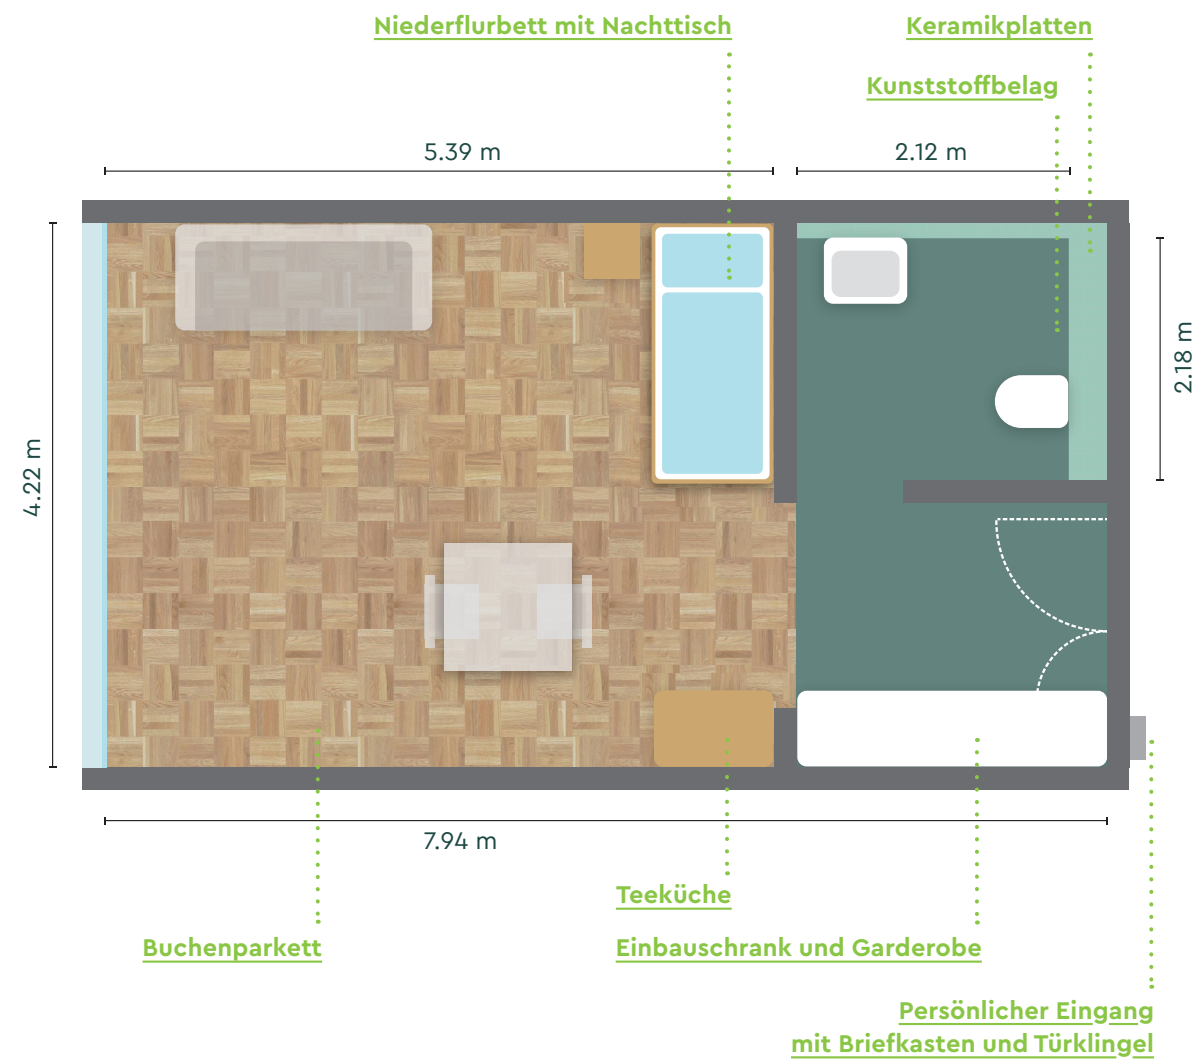 Niederflurbett mit Nachttisch
Keramikplatten
Kunststoffbelag
5.39 m
2.12 m
4.22 m
2.18 m
7.94 m
Teeküche
Buchenparkett
Einbauschrank und Garderobe
Persönlicher Eingang
mit Briefkasten und Türklingel